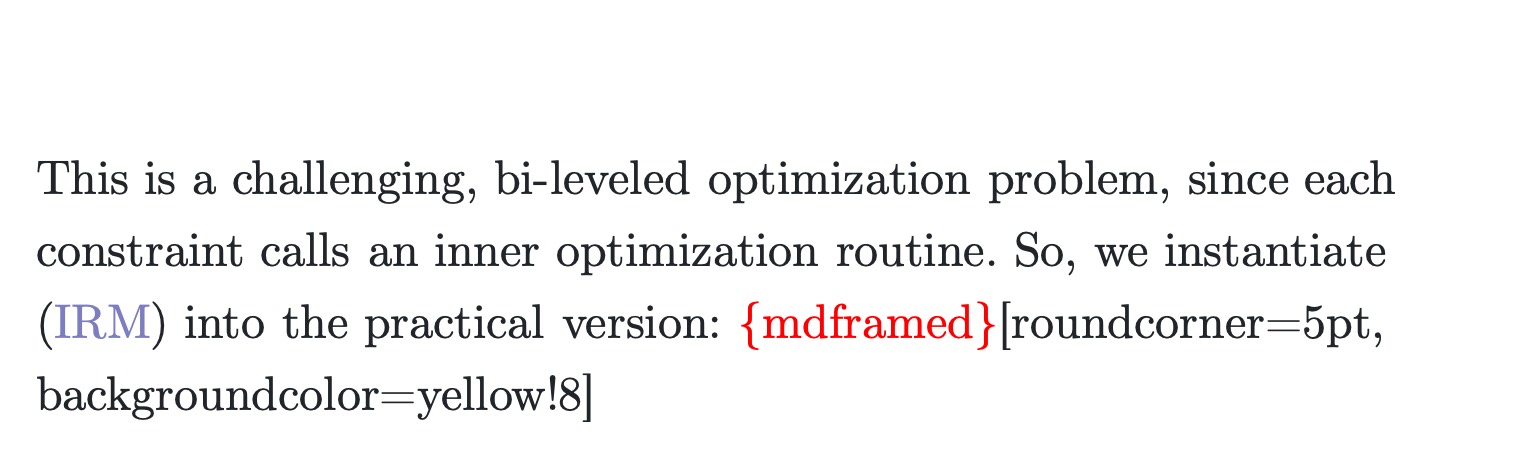 This is a challenging, bi-leveled optimization problem, since each
constraint calls an inner optimization routine. So, we instantiate
(IRM) into the practical version: {mdframed}[roundcorner=5pt,
backgroundcolor=yellow!8]